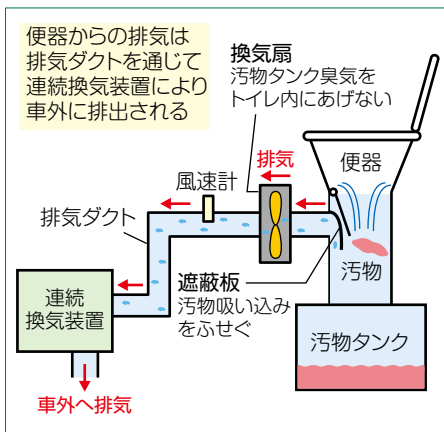 便器からの排気は
排気ダクトを通じて
連続換気装置により
車外に排出される
換気扇
汚物タンク臭気を
トイレ内にあげない
排気
便器
風速計
排気ダクト
遮蔽板
汚物吸い込み
をふせぐ
汚物
連続
換気装置
汚物タンク
車外へ排気